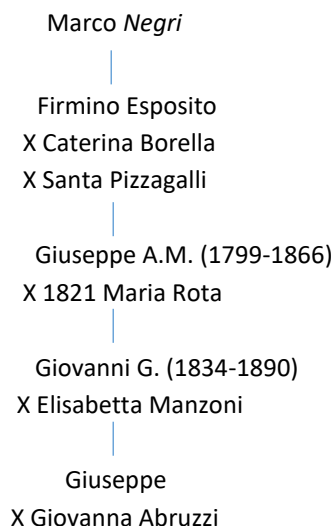 Marco Negri
Firmino Esposito
X Caterina Borella
X Santa Pizzagalli
Giuseppe A.M. (1799-1866)
X 1821 Maria Rota
Giovanni G. (1834-1890)
X Elisabetta Manzoni
Giuseppe
X Giovanna Abruzzi